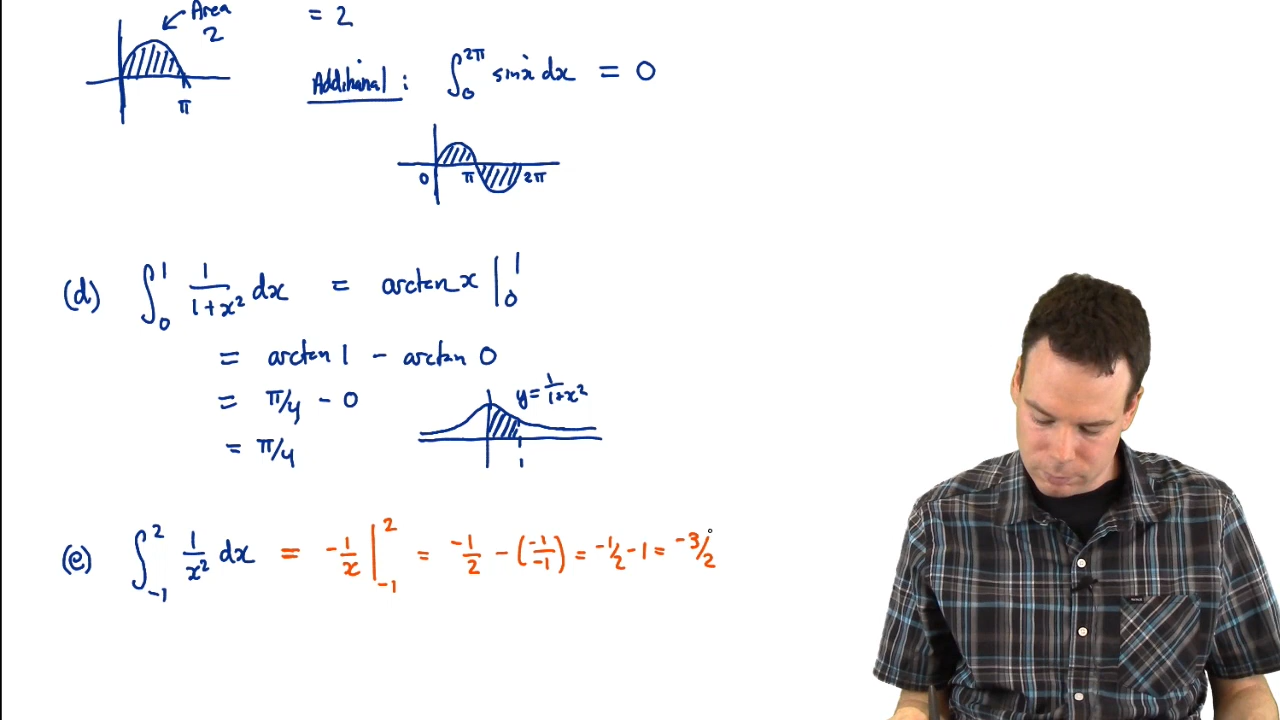 Area
2
= 2
π
Additional : ∫₀^2π sin x dx = 0
0 π 2π
(d) ∫₀¹ 1/(1+x²) dx = arctan x |₀¹
= arctan 1 − arctan 0
= π/4 − 0
y = 1/(1+x²)
= π/4
1
(e) ∫₋₁² 1/x² dx = -1/x |₋₁² = -1/2 − (-1/-1) = -1/2 - 1 = -3/2